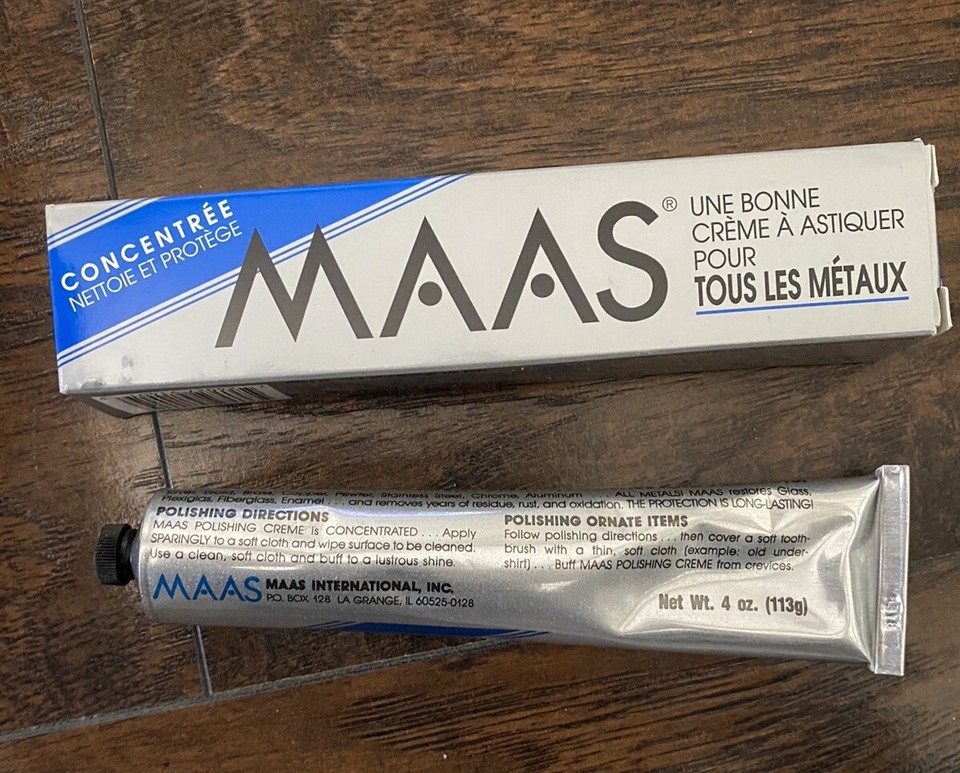 CONCENTRÉE
NETTOIE ET PROTÈGE
MAAS®
UNE BONNE
CRÈME À ASTIQUER
POUR
TOUS LES MÉTAUX
Brass, Copper, Pewter, Stainless Steel, Chrome, Aluminum ALL METALS! MAAS restores Glass,
Plexiglas, Fiberglass, Enamel . . . and removes years of residue, rust, and oxidation. THE PROTECTION IS LONG-LASTING!
POLISHING DIRECTIONS
MAAS POLISHING CREME is CONCENTRATED . . . Apply
SPARINGLY to a soft cloth and wipe surface to be cleaned.
Use a clean, soft cloth and buff to a lustrous shine.
POLISHING ORNATE ITEMS
Follow polishing directions . . . then cover a soft tooth-
brush with a thin, soft cloth (example: old under-
shirt) . . . Buff MAAS POLISHING CREME from crevices.
MAAS MAAS INTERNATIONAL, INC.
P.O. BOX 128 LA GRANGE, IL 60525-0128
Net Wt. 4 oz. (113g)